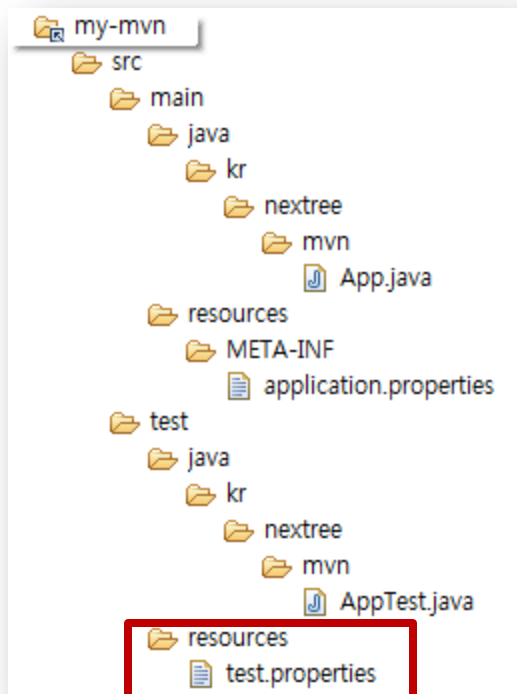 my-mvn
src
main
java
kr
nextree
mvn
App.java
resources
META-INF
application.properties
test
java
kr
nextree
mvn
AppTest.java
resources
test.properties